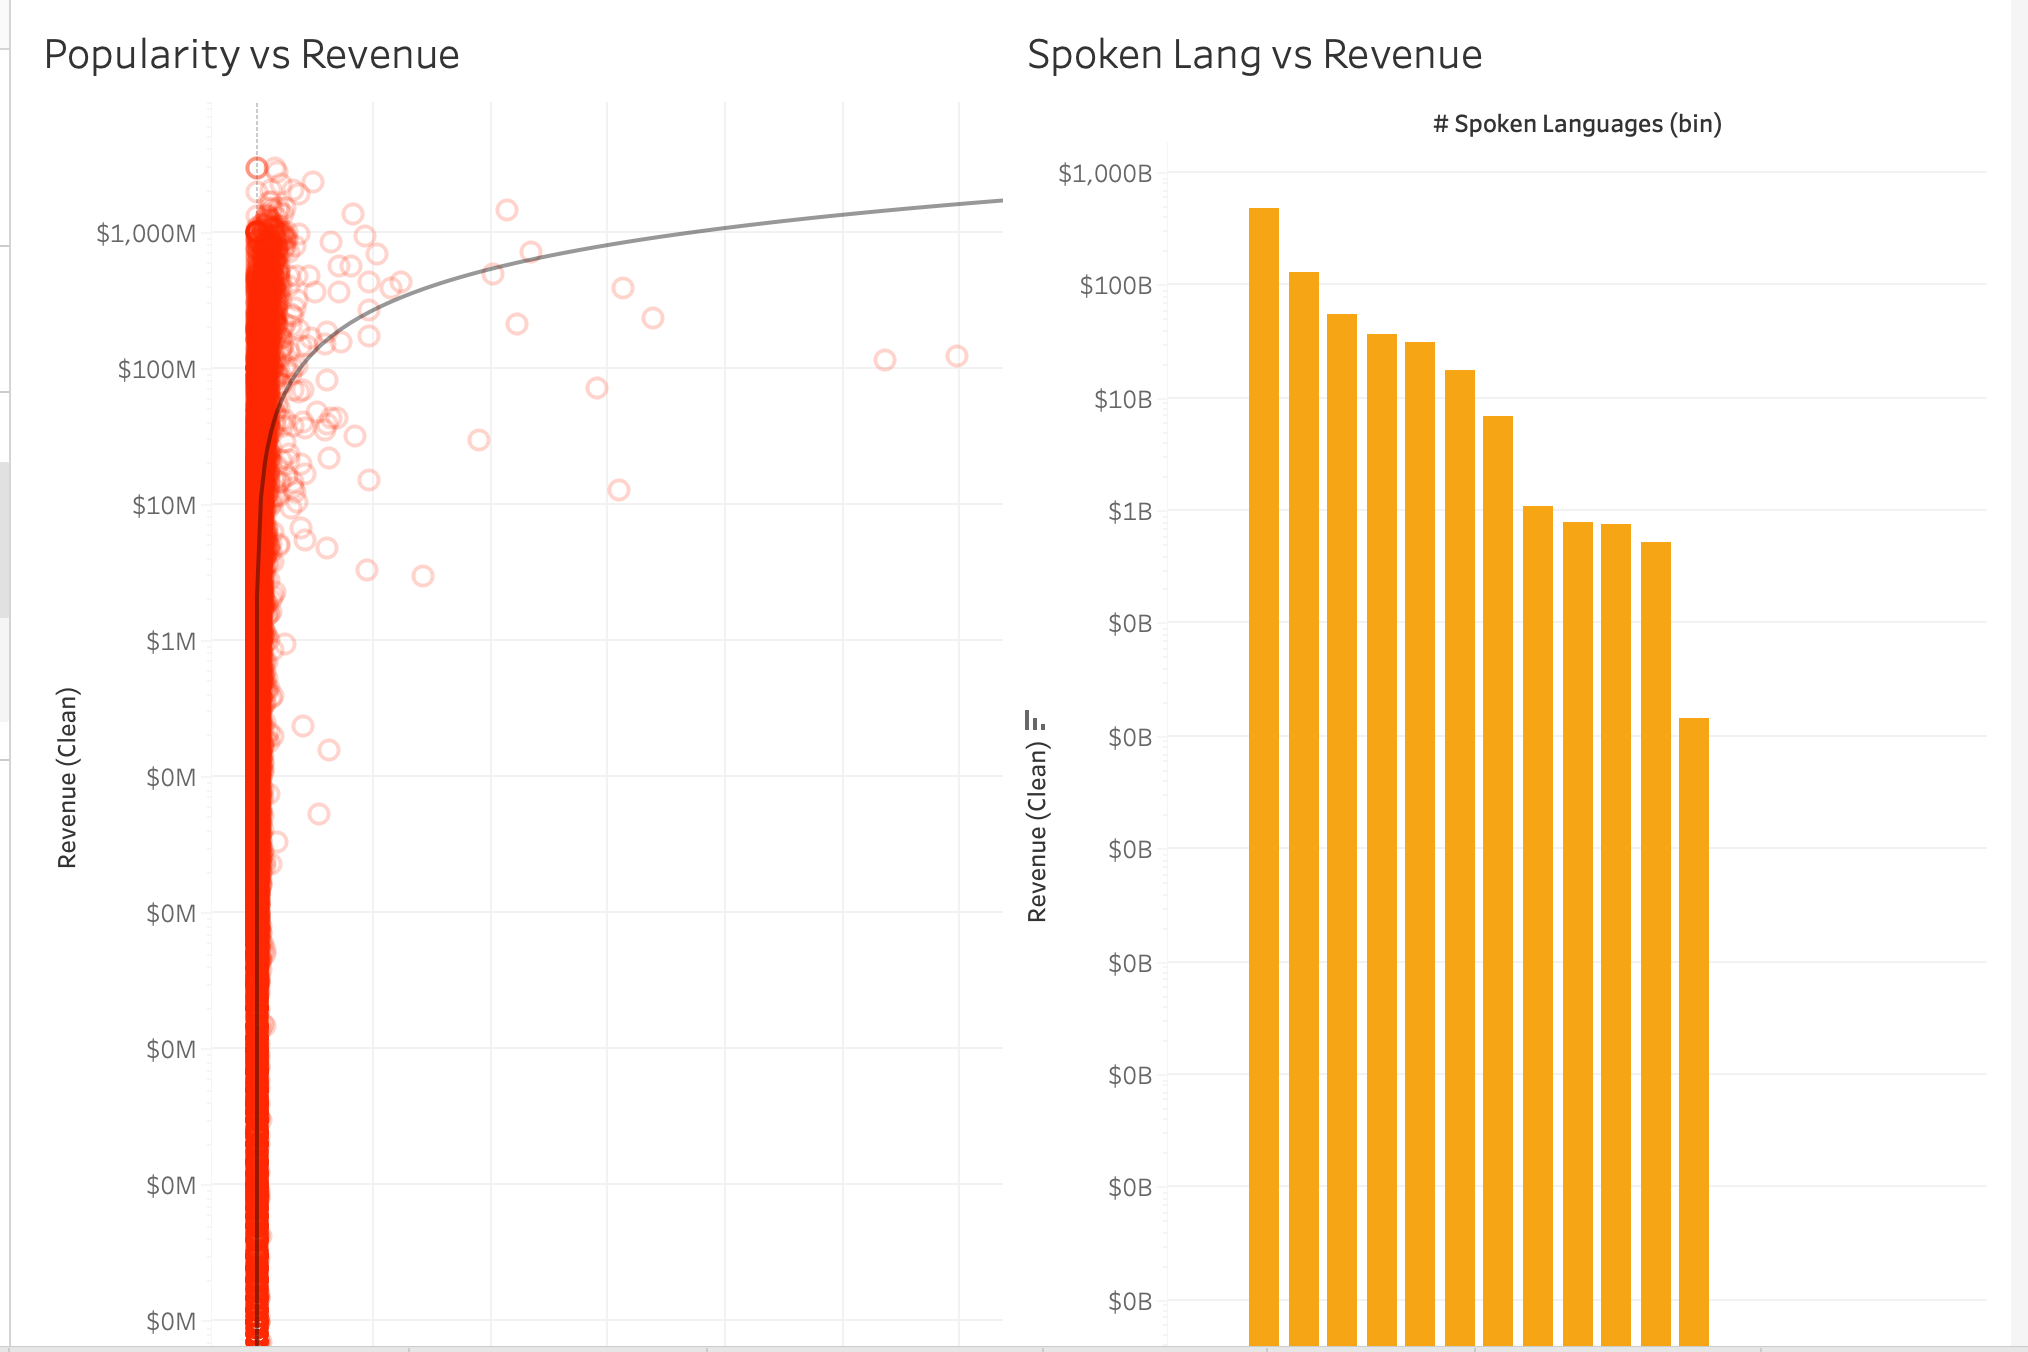 Popularity vs Revenue
$1,000M
$100M
$10M
$1M
$0M
$0M
$0M
$0M
$0M
Revenue (Clean)
Spoken Lang vs Revenue
# Spoken Languages (bin)
$1,000B
$100B
$10B
$1B
$0B
$0B
$0B
$0B
$0B
$0B
$0B
Revenue (Clean)